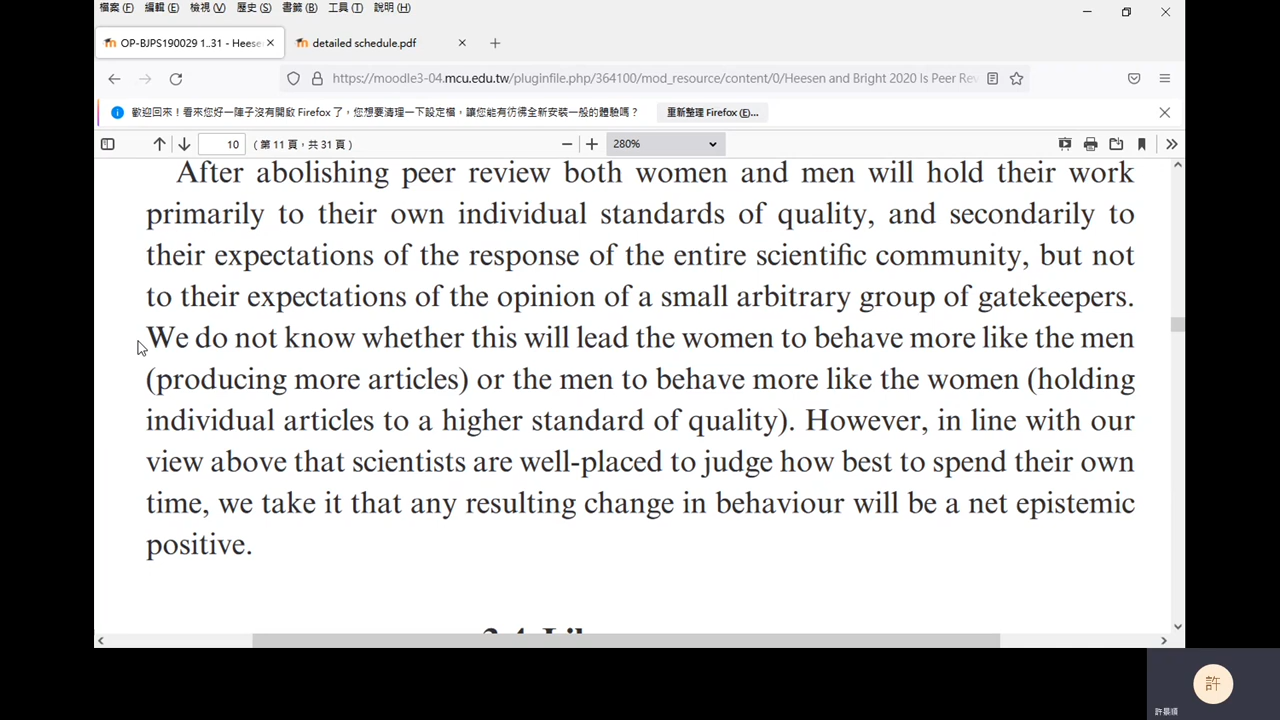 檔案(F) 編輯(E) 檢視(V) 歷史(S) 書籤(B) 工具(T) 說明(H)
OP-BJPS190029 1..31 - Heese
detailed schedule.pdf
https://moodle3-04.mcu.edu.tw/pluginfile.php/364100/mod_resource/content/0/Heesen and Bright 2020 Is Peer Rev
歡迎回來！看來您好一陣子沒有開啟 Firefox 了，您想要清理一下設定檔，讓您能有彷彿全新安裝一般的體驗嗎？ 重新整理 Firefox (E)…
10 (第 11 頁，共 31 頁) 280%
After abolishing peer review both women and men will hold their work
primarily to their own individual standards of quality, and secondarily to
their expectations of the response of the entire scientific community, but not
to their expectations of the opinion of a small arbitrary group of gatekeepers.
We do not know whether this will lead the women to behave more like the men
(producing more articles) or the men to behave more like the women (holding
individual articles to a higher standard of quality). However, in line with our
view above that scientists are well-placed to judge how best to spend their own
time, we take it that any resulting change in behaviour will be a net epistemic
positive.
許